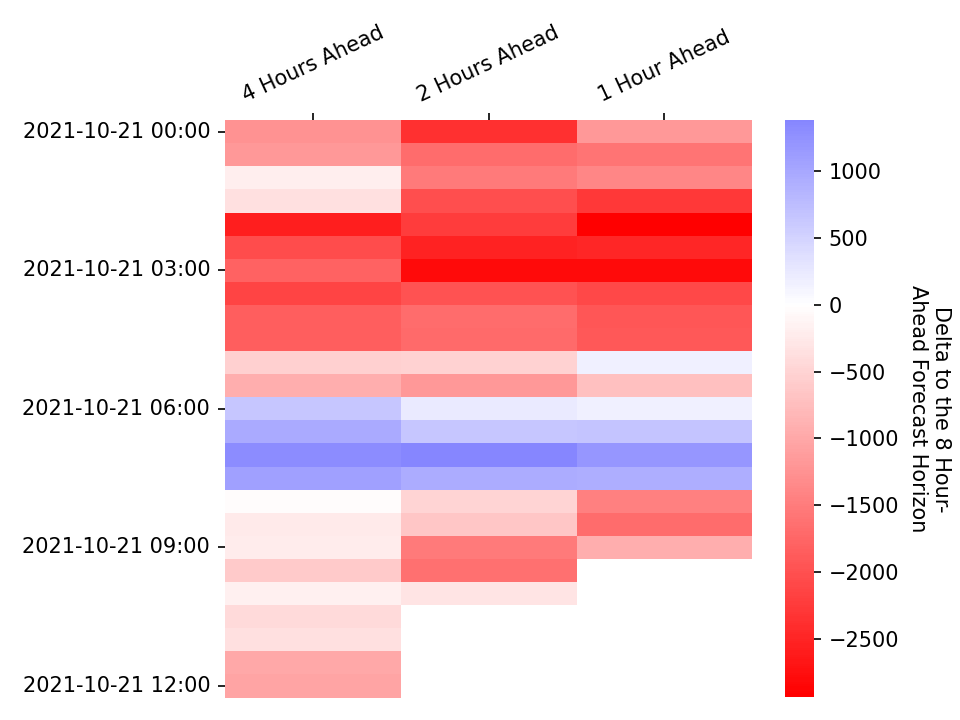 4 Hours Ahead
2 Hours Ahead
1 Hour Ahead
2021-10-21 00:00
2021-10-21 03:00
2021-10-21 06:00
2021-10-21 09:00
2021-10-21 12:00
1000
500
0
−500
−1000
−1500
−2000
−2500
Delta to the 8 Hour-
Ahead Forecast Horizon